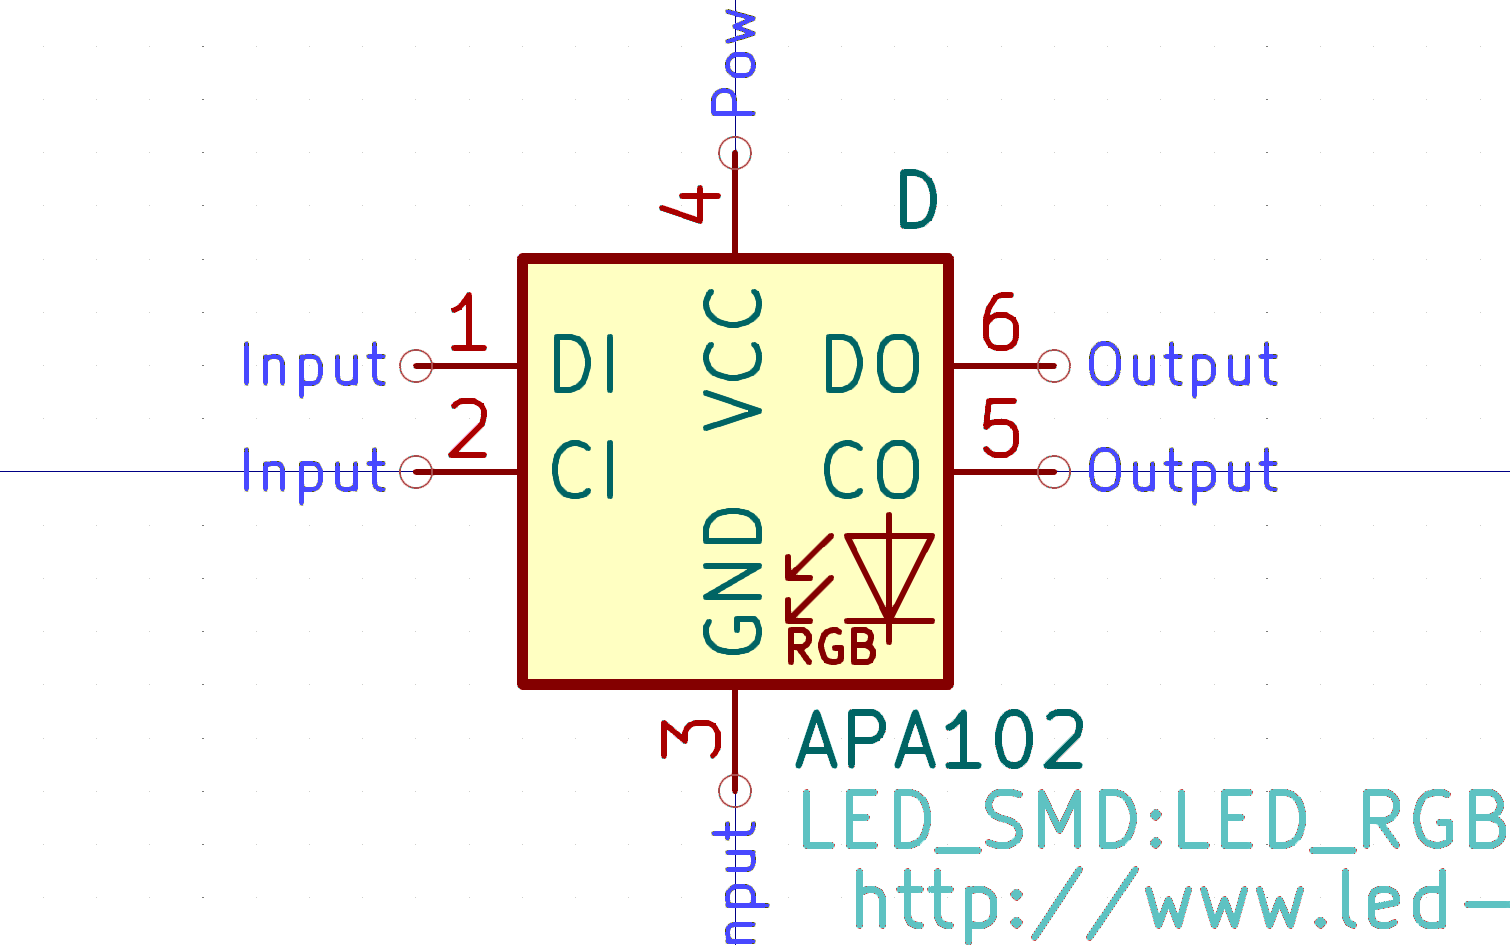 Pow
4
D
1
6
Input
DI
VCC
DO
Output
2
5
Input
CI
CO
Output
GND
RGB
3
APA102
LED_SMD:LED_RGB
nput
http://www.led-